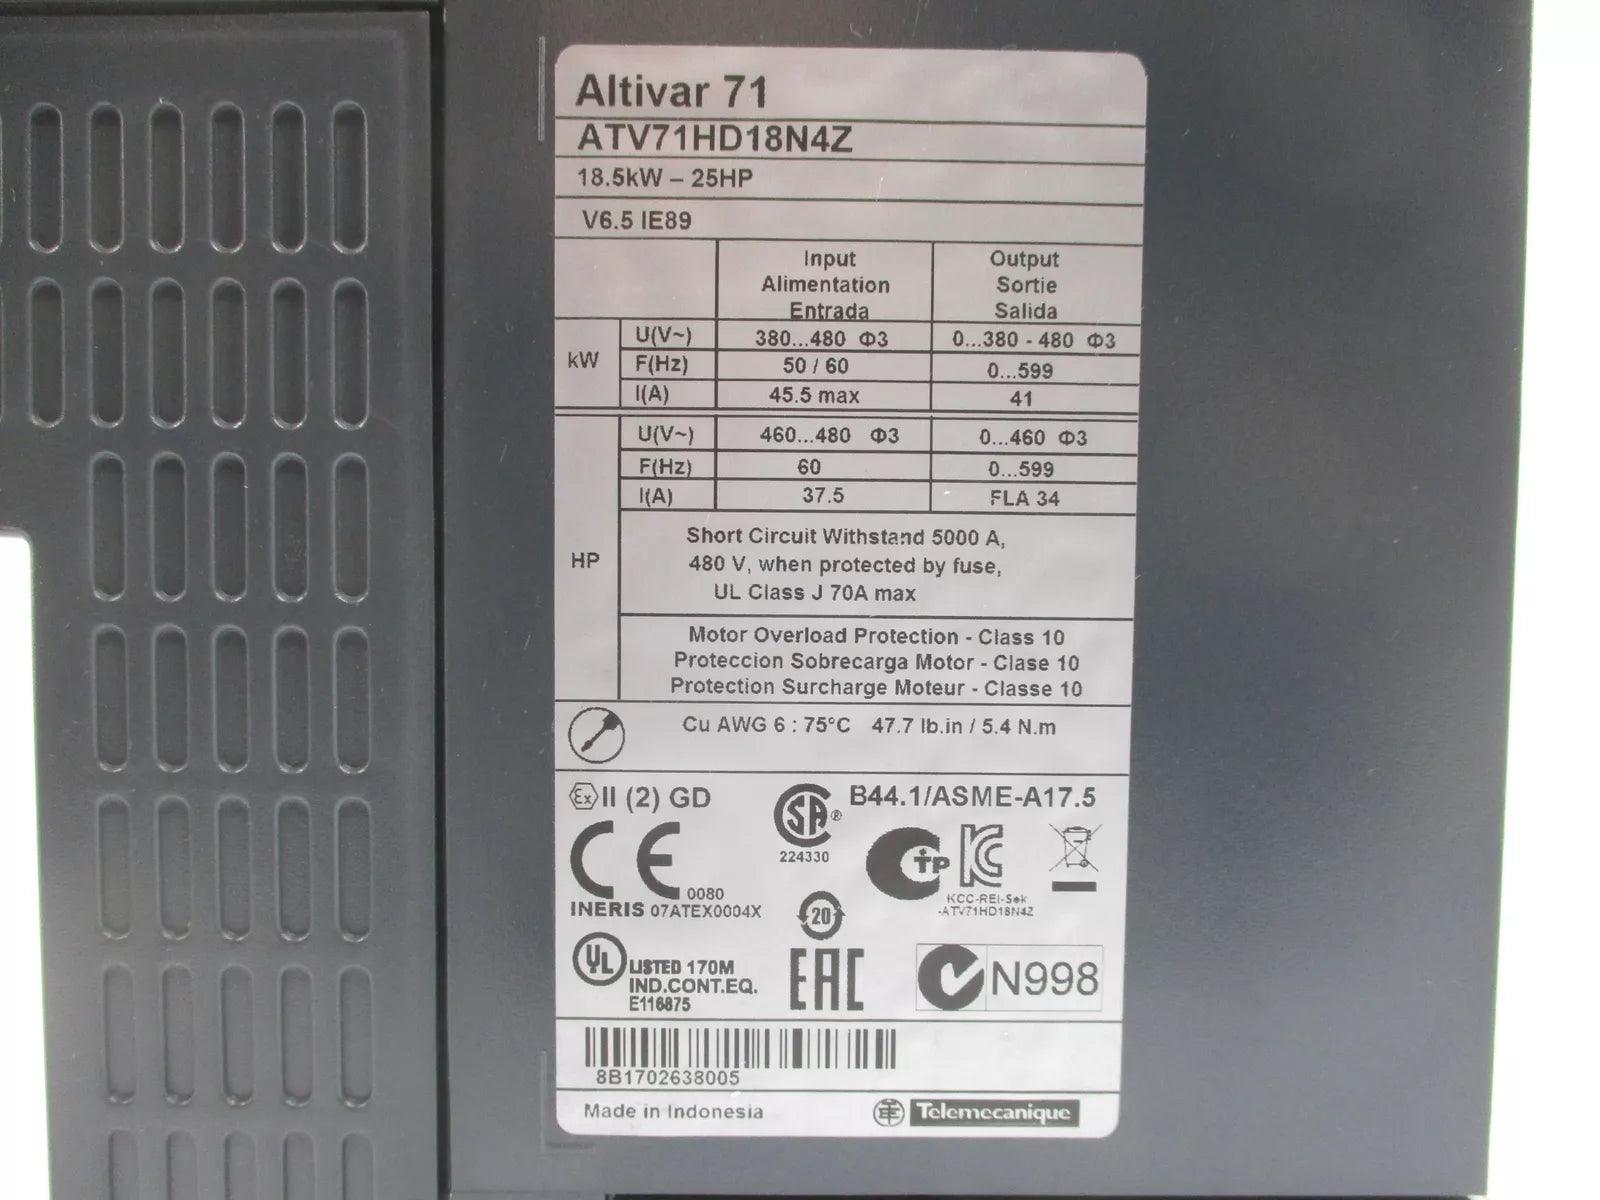 Altivar 71
ATV71HD18N4Z
18.5kW – 25HP
V6.5 IE89
Input Output
Alimentation Sortie
Entrada Salida
kW U(V~) 380...480 Φ3 0...380 - 480 Φ3
F(Hz) 50 / 60 0...599
I(A) 45.5 max 41
HP U(V~) 460...480 Φ3 0...460 Φ3
F(Hz) 60 0...599
I(A) 37.5 FLA 34
Short Circuit Withstand 5000 A,
480 V, when protected by fuse,
UL Class J 70A max
Motor Overload Protection - Class 10
Proteccion Sobrecarga Motor - Clase 10
Protection Surcharge Moteur - Classe 10
Cu AWG 6 : 75°C 47.7 lb.in / 5.4 N.m
Ex II (2) GD
CE 0080
INERIS 07ATEX0004X
SA ®
224330
B44.1/ASME-A17.5
TP
KC
KCC-REI-Sek
-ATV71HD18N4Z
20
UL LISTED 170M
IND.CONT.EQ.
E116875
EAC
N998
8B1702638005
Made in Indonesia
Telemecanique